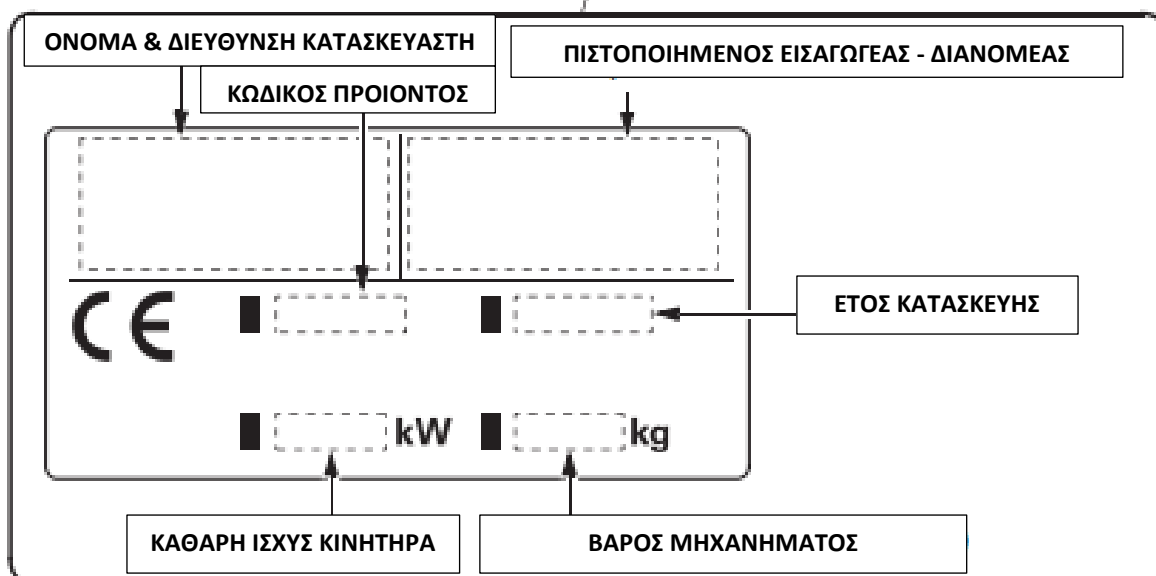 ΟΝΟΜΑ & ΔΙΕΥΘΥΝΣΗ ΚΑΤΑΣΚΕΥΑΣΤΗ
ΠΙΣΤΟΠΟΙΗΜΕΝΟΣ ΕΙΣΑΓΩΓΕΑΣ - ΔΙΑΝΟΜΕΑΣ
ΚΩΔΙΚΟΣ ΠΡΟΙΟΝΤΟΣ
CE
ΕΤΟΣ ΚΑΤΑΣΚΕΥΗΣ
kW
kg
ΚΑΘΑΡΗ ΙΣΧΥΣ ΚΙΝΗΤΗΡΑ
ΒΑΡΟΣ ΜΗΧΑΝΗΜΑΤΟΣ